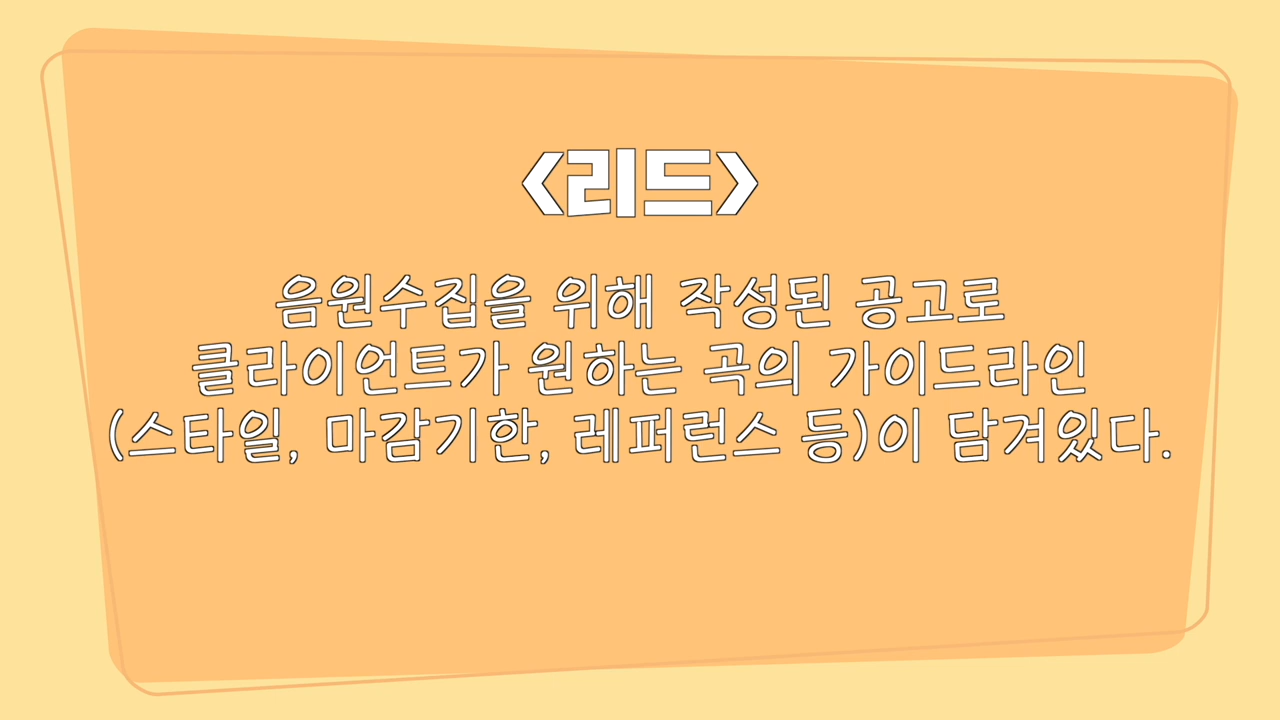 <리드>
음원수집을 위해 작성된 공고로
클라이언트가 원하는 곡의 가이드라인
(스타일, 마감기한, 레퍼런스 등)이 담겨있다.